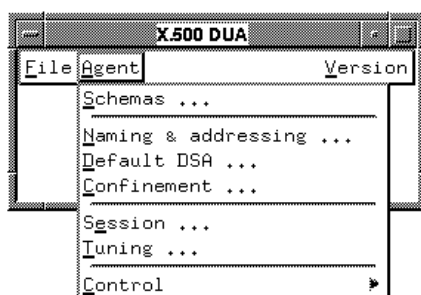 X.500 DUA
File Agent Version
Schemas ...
Naming & addressing ...
Default DSA ...
Confinement ...
Session ...
Tuning ...
Control